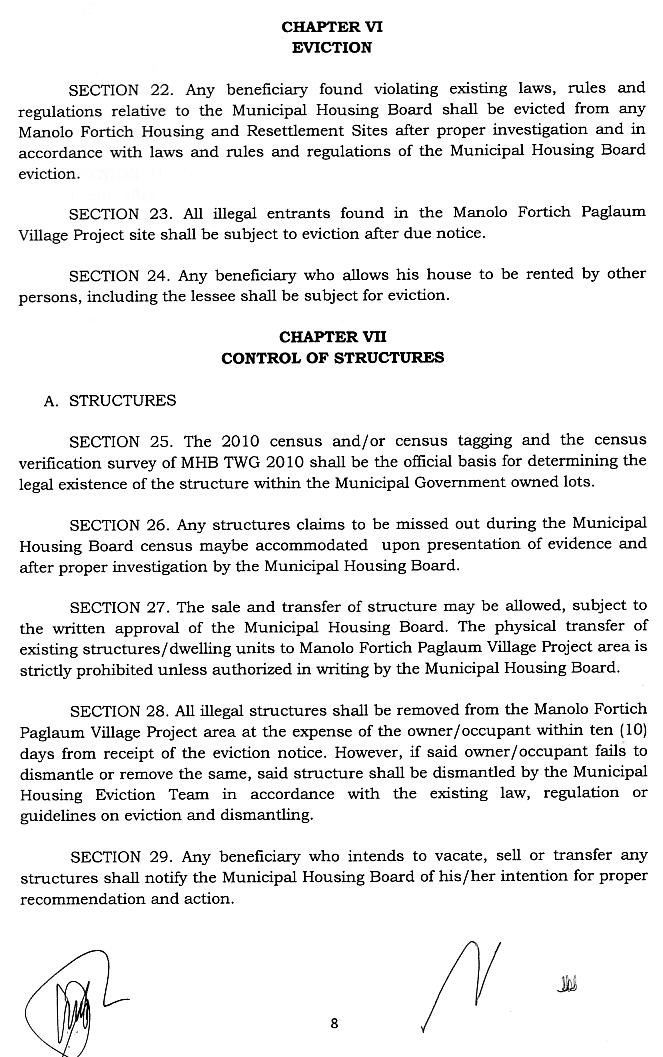 CHAPTER VI
EVICTION
SECTION 22. Any beneficiary found violating existing laws, rules and
regulations relative to the Municipal Housing Board shall be evicted from any
Manolo Fortich Housing and Resettlement Sites after proper investigation and in
accordance with laws and rules and regulations of the Municipal Housing Board
eviction.
SECTION 23. All illegal entrants found in the Manolo Fortich Paglaum
Village Project site shall be subject to eviction after due notice.
SECTION 24. Any beneficiary who allows his house to be rented by other
persons, including the lessee shall be subject for eviction.
CHAPTER VII
CONTROL OF STRUCTURES
A. STRUCTURES
SECTION 25. The 2010 census and/or census tagging and the census
verification survey of MHB TWG 2010 shall be the official basis for determining the
legal existence of the structure within the Municipal Government owned lots.
SECTION 26. Any structures claims to be missed out during the Municipal
Housing Board census maybe accommodated upon presentation of evidence and
after proper investigation by the Municipal Housing Board.
SECTION 27. The sale and transfer of structure may be allowed, subject to
the written approval of the Municipal Housing Board. The physical transfer of
existing structures/dwelling units to Manolo Fortich Paglaum Village Project area is
strictly prohibited unless authorized in writing by the Municipal Housing Board.
SECTION 28. All illegal structures shall be removed from the Manolo Fortich
Paglaum Village Project area at the expense of the owner/occupant within ten (10)
days from receipt of the eviction notice. However, if said owner/occupant fails to
dismantle or remove the same, said structure shall be dismantled by the Municipal
Housing Eviction Team in accordance with the existing law, regulation or
guidelines on eviction and dismantling.
SECTION 29. Any beneficiary who intends to vacate, sell or transfer any
structures shall notify the Municipal Housing Board of his/her intention for proper
recommendation and action.
8